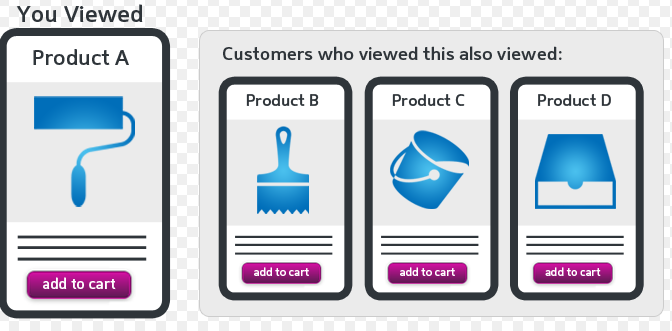 You Viewed
Product A
add to cart
Customers who viewed this also viewed:
Product B
add to cart
Product C
add to cart
Product D
add to cart